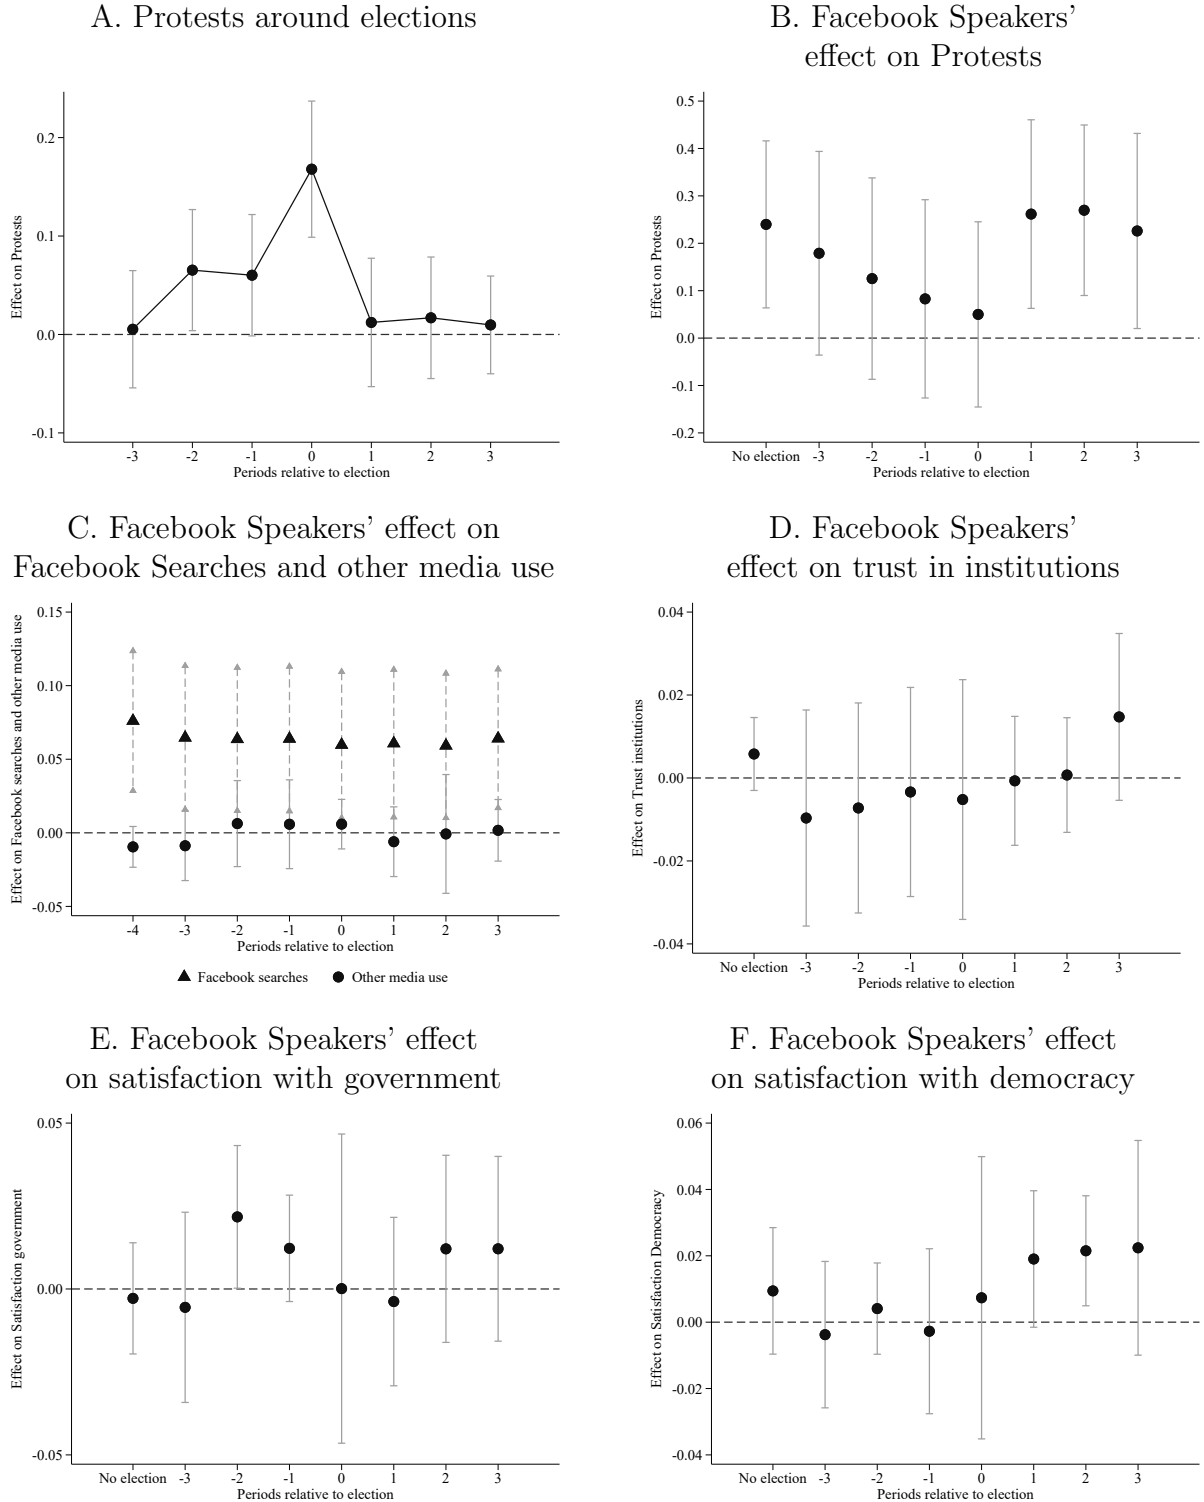 A. Protests around elections
Effect on Protests
0.2
0.1
0.0
-0.1
-3 -2 -1 0 1 2 3
Periods relative to election
B. Facebook Speakers’
effect on Protests
Effect on Protests
0.5
0.4
0.3
0.2
0.1
0.0
-0.1
-0.2
No election -3 -2 -1 0 1 2 3
Periods relative to election
C. Facebook Speakers’ effect on
Facebook Searches and other media use
Effect on Facebook searches and other media use
0.15
0.10
0.05
0.00
-0.05
-4 -3 -2 -1 0 1 2 3
Periods relative to election
Facebook searches Other media use
D. Facebook Speakers’
effect on trust in institutions
Effect on Trust institutions
0.04
0.02
0.00
-0.02
-0.04
No election -3 -2 -1 0 1 2 3
Periods relative to election
E. Facebook Speakers’ effect
on satisfaction with government
Effect on Satisfaction government
0.05
0.00
-0.05
No election -3 -2 -1 0 1 2 3
Periods relative to election
F. Facebook Speakers’ effect
on satisfaction with democracy
Effect on Satisfaction Democracy
0.06
0.04
0.02
0.00
-0.02
-0.04
No election -3 -2 -1 0 1 2 3
Periods relative to election